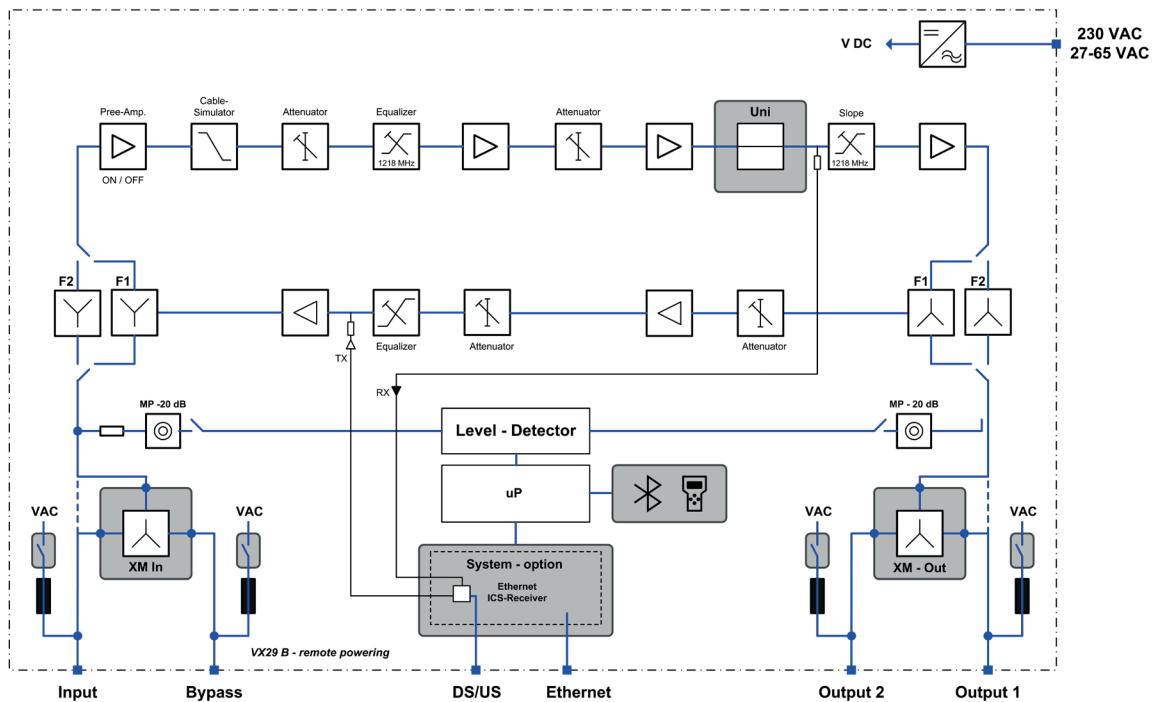 230 VAC
27-65 VAC
V DC
Pree-Amp.
Cable-
Simulator
Attenuator
Equalizer
Attenuator
Uni
Slope
1218 MHz
1218 MHz
ON / OFF
F2
F1
F1
F2
Equalizer
Attenuator
Attenuator
TX
RX
MP -20 dB
MP - 20 dB
Level - Detector
uP
VAC
VAC
VAC
VAC
XM In
XM - Out
System - option
Ethernet
ICS-Receiver
VX29 B - remote powering
Input
Bypass
DS/US
Ethernet
Output 2
Output 1